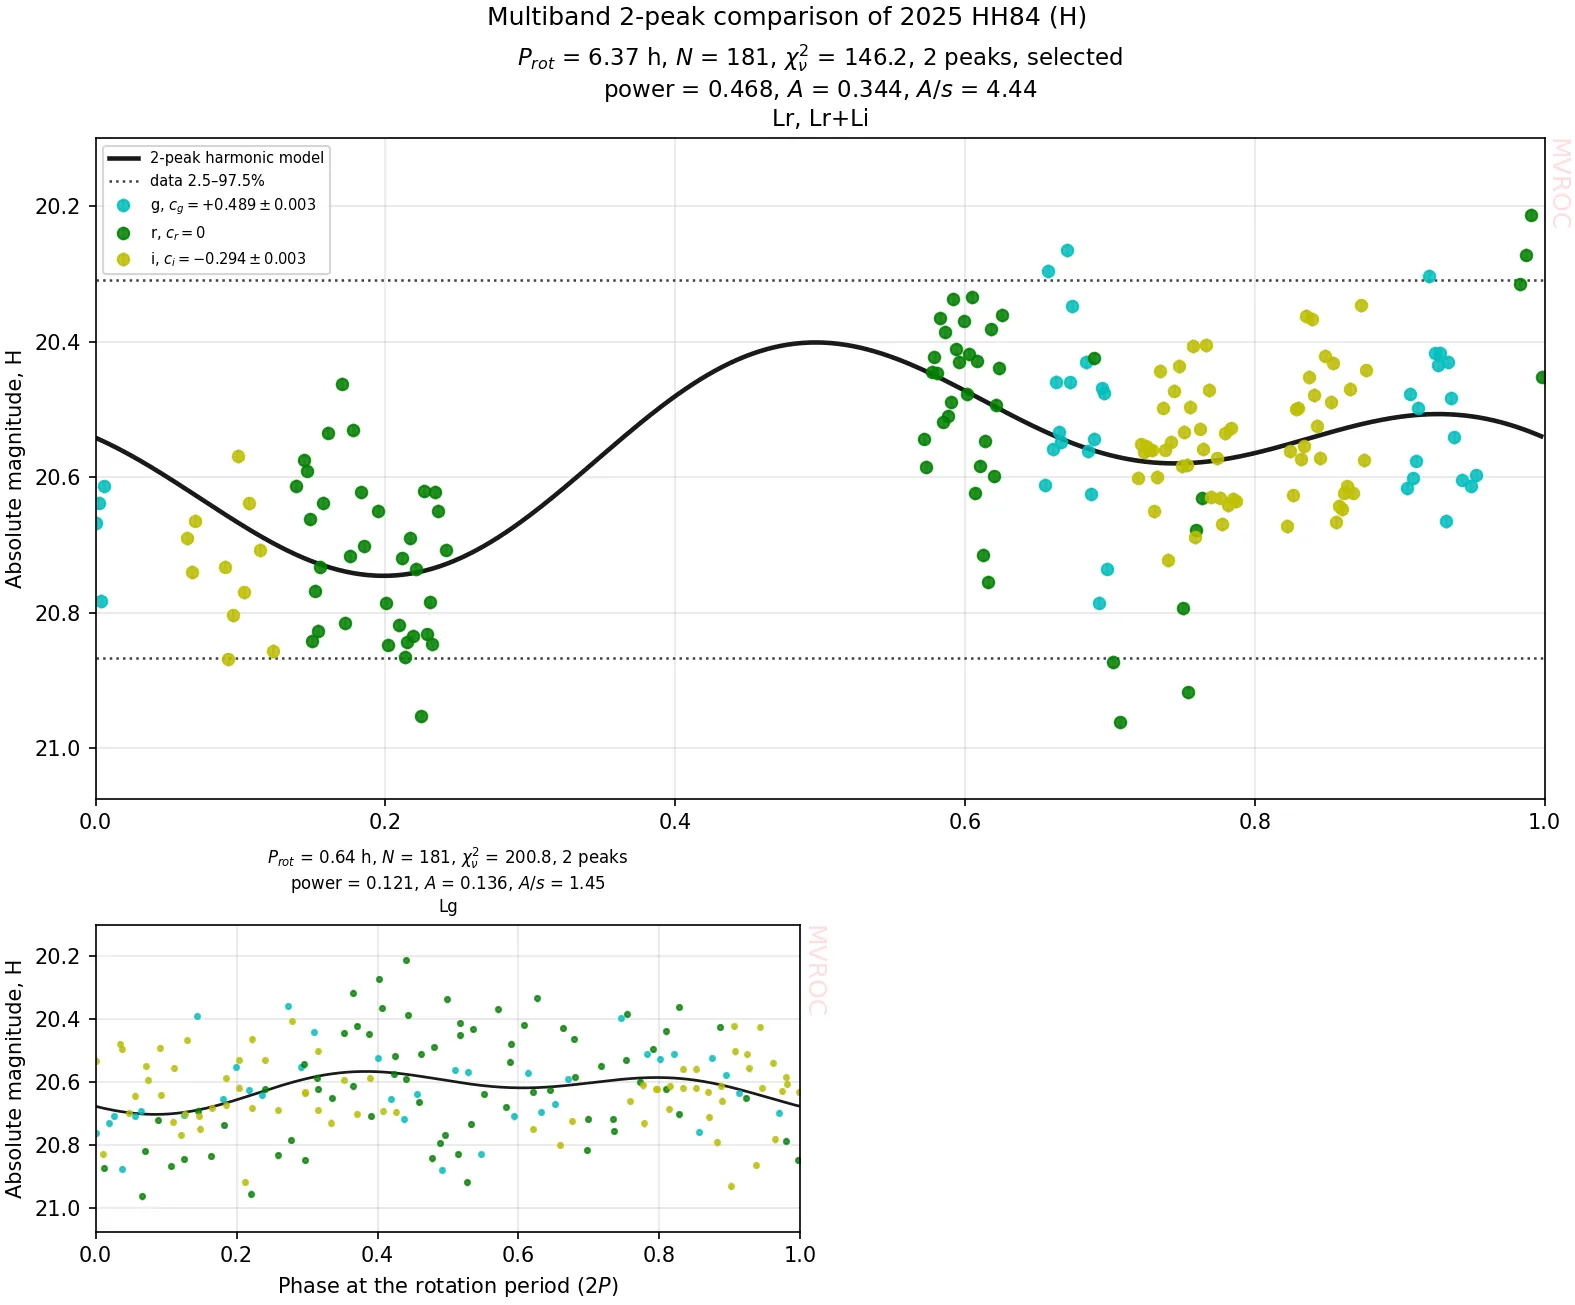 Multiband 2-peak comparison of 2025 HH84 (H)
P_rot = 6.37 h, N = 181, χ²_ν = 146.2, 2 peaks, selected
power = 0.468, A = 0.344, A/s = 4.44
Lr, Lr+Li
2-peak harmonic model
data 2.5–97.5%
g, c_g = +0.489 ± 0.003
r, c_r = 0
i, c_i = −0.294 ± 0.003
MVROC
Absolute magnitude, H
20.2
20.4
20.6
20.8
21.0
0.0 0.2 0.4 0.6 0.8 1.0
P_rot = 0.64 h, N = 181, χ²_ν = 200.8, 2 peaks
power = 0.121, A = 0.136, A/s = 1.45
Lg
MVROC
Absolute magnitude, H
20.2
20.4
20.6
20.8
21.0
0.0 0.2 0.4 0.6 0.8 1.0
Phase at the rotation period (2P)